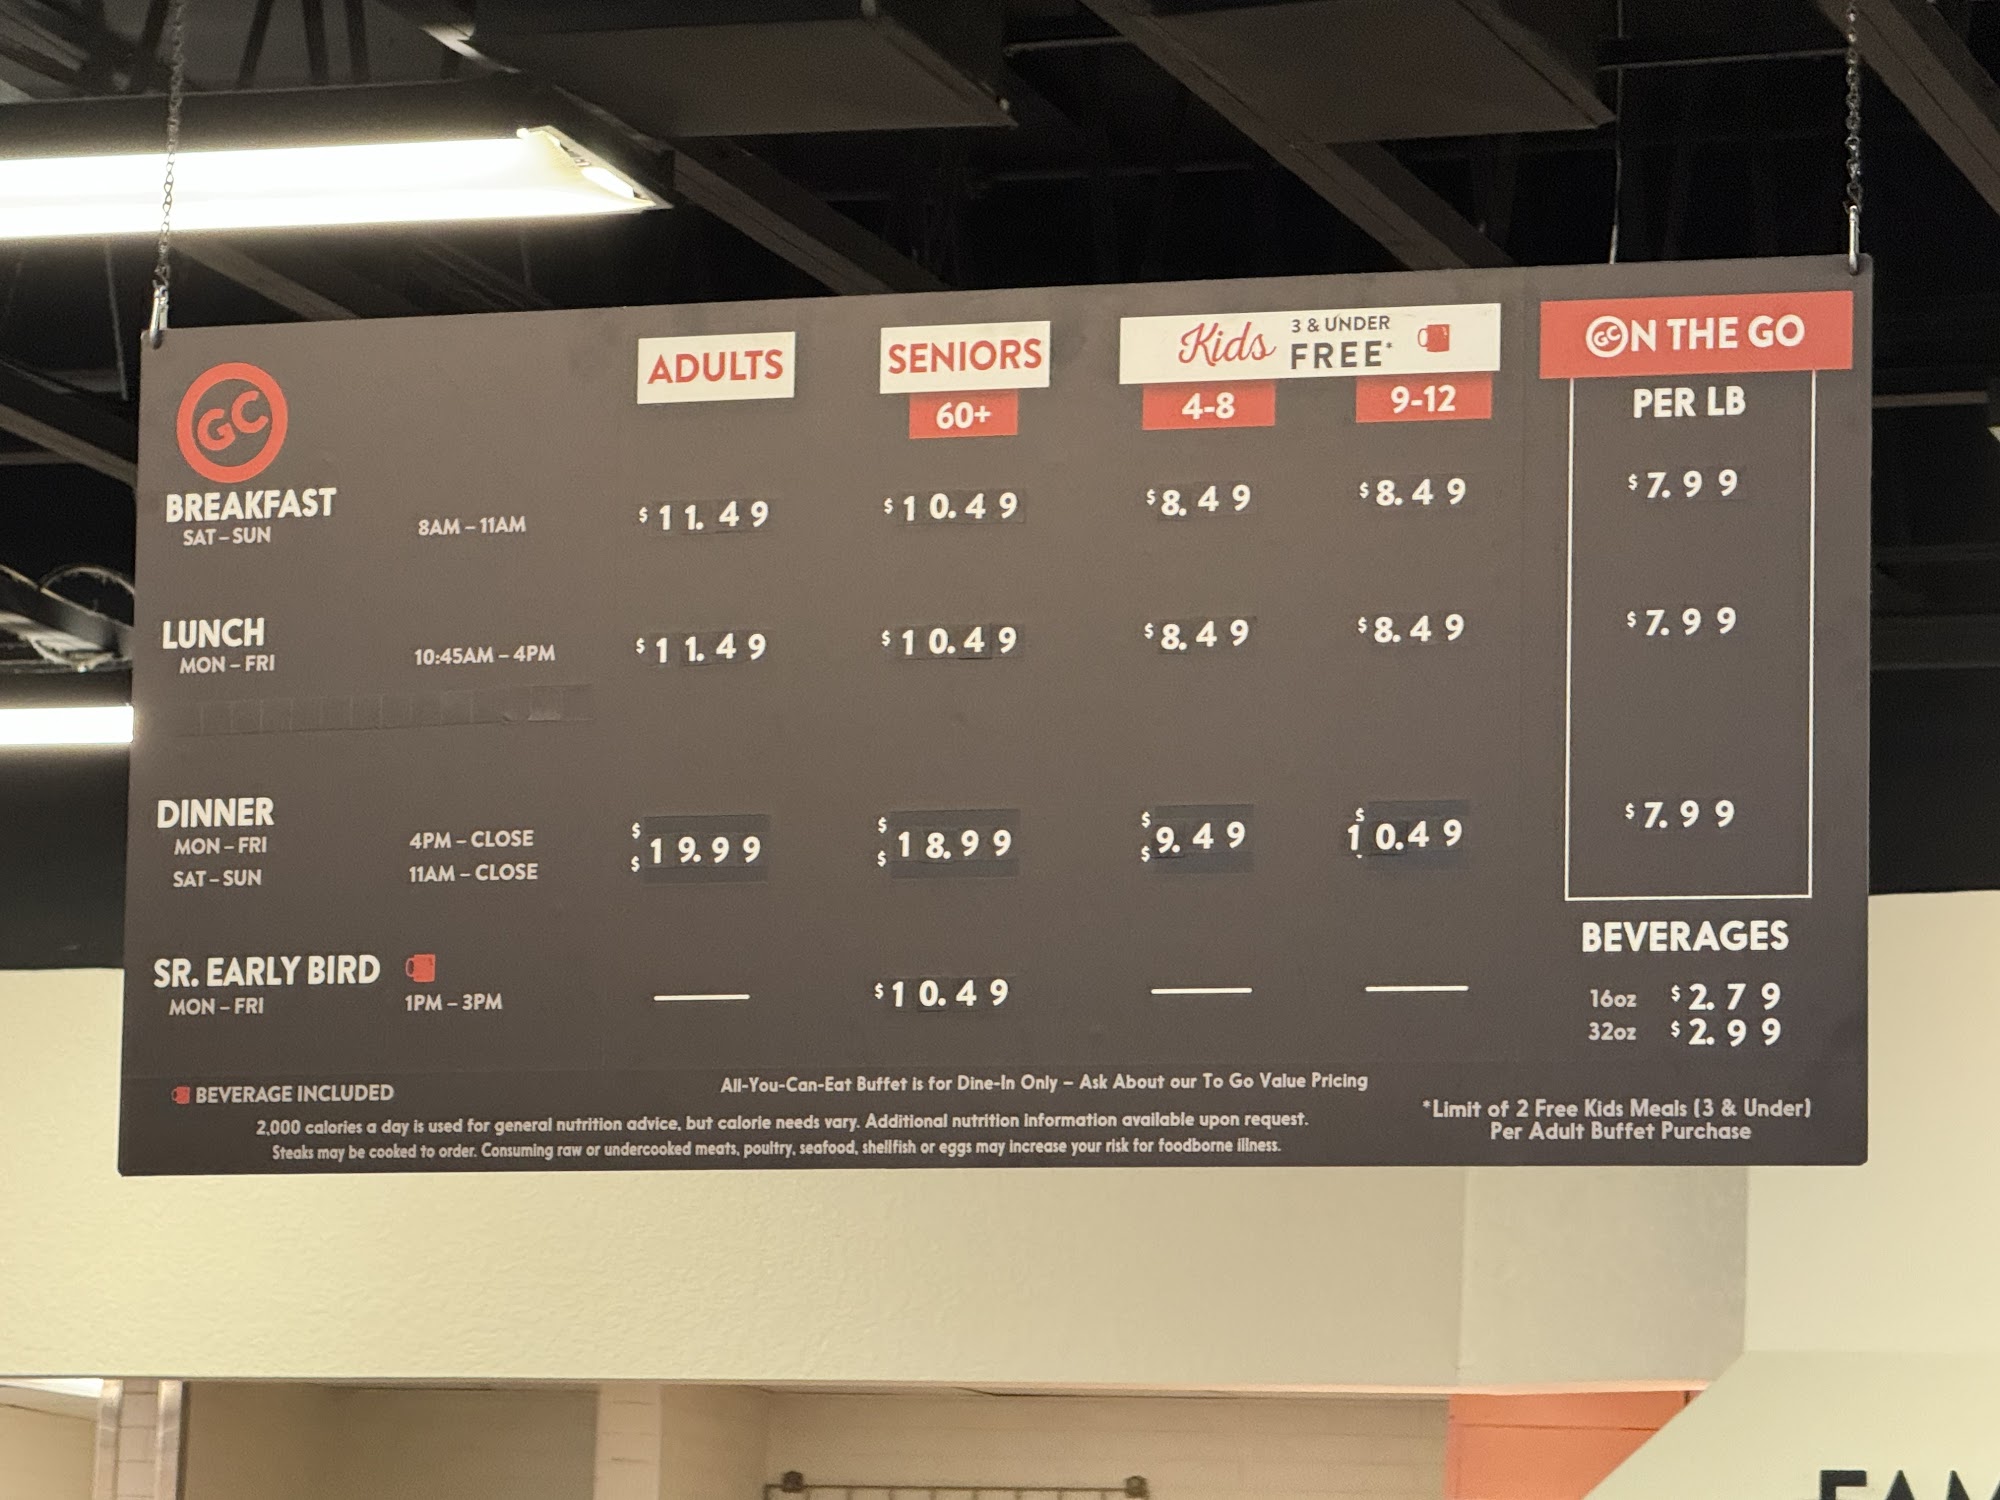 ADULTS SENIORS Kids 3 & UNDER FREE* GC ON THE GO
60+ 4-8 9-12 PER LB
GC
BREAKFAST
SAT – SUN 8AM – 11AM $11.49 $10.49 $8.49 $8.49 $7.99
LUNCH
MON – FRI 10:45AM – 4PM $11.49 $10.49 $8.49 $8.49 $7.99
DINNER
MON – FRI 4PM – CLOSE $ $ $ $ $7.99
SAT – SUN 11AM – CLOSE $19.99 $18.99 $9.49 10.49
BEVERAGES
SR. EARLY BIRD
MON – FRI 1PM – 3PM $10.49
16oz $2.79
32oz $2.99
BEVERAGE INCLUDED
All-You-Can-Eat Buffet is for Dine-In Only – Ask About our To Go Value Pricing
2,000 calories a day is used for general nutrition advice, but calorie needs vary. Additional nutrition information available upon request.
Steaks may be cooked to order. Consuming raw or undercooked meats, poultry, seafood, shellfish or eggs may increase your risk for foodborne illness.
*Limit of 2 Free Kids Meals (3 & Under)
Per Adult Buffet Purchase